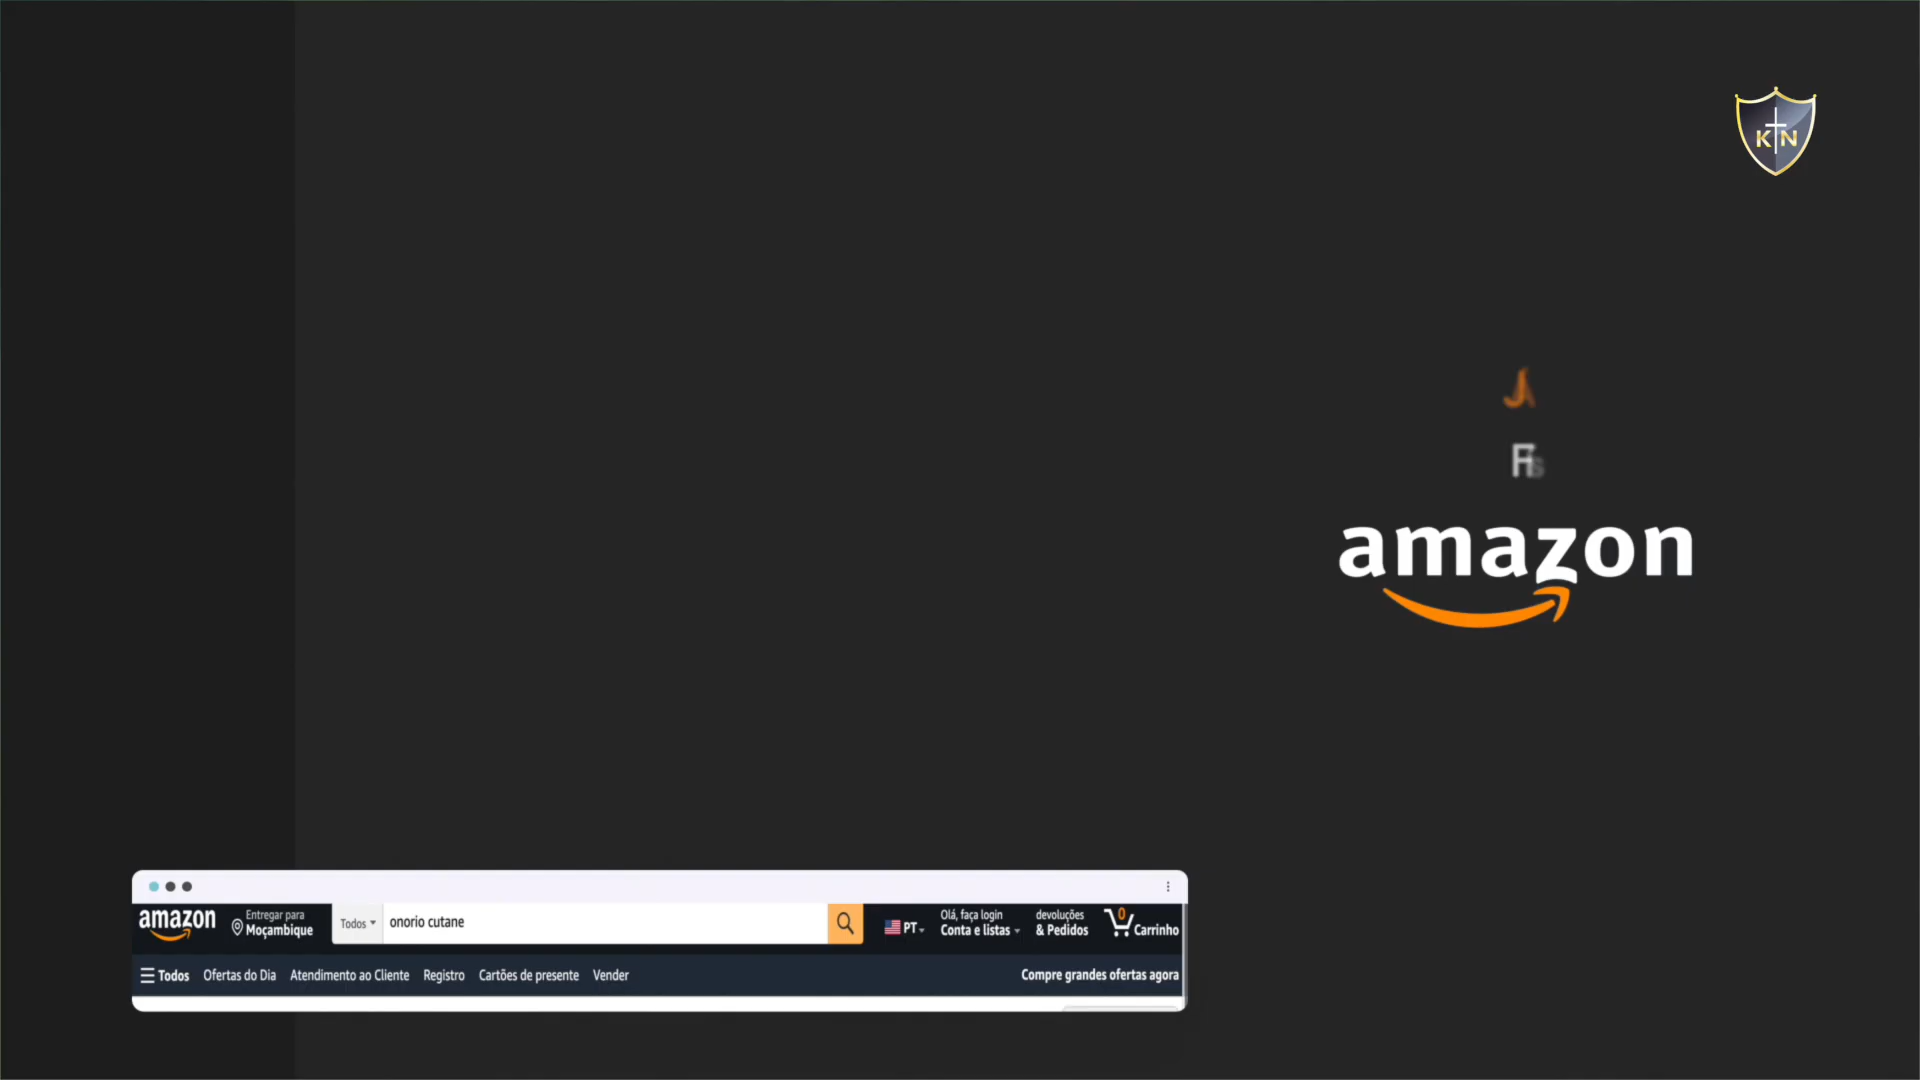 K N
amazon
amazon
Entregar para
Moçambique
Todos
onorio cutane
PT
Olá, faça login
Conta e listas
devoluções
& Pedidos
0
Carrinho
Todos
Ofertas do Dia
Atendimento ao Cliente
Registro
Cartões de presente
Vender
Compre grandes ofertas agora